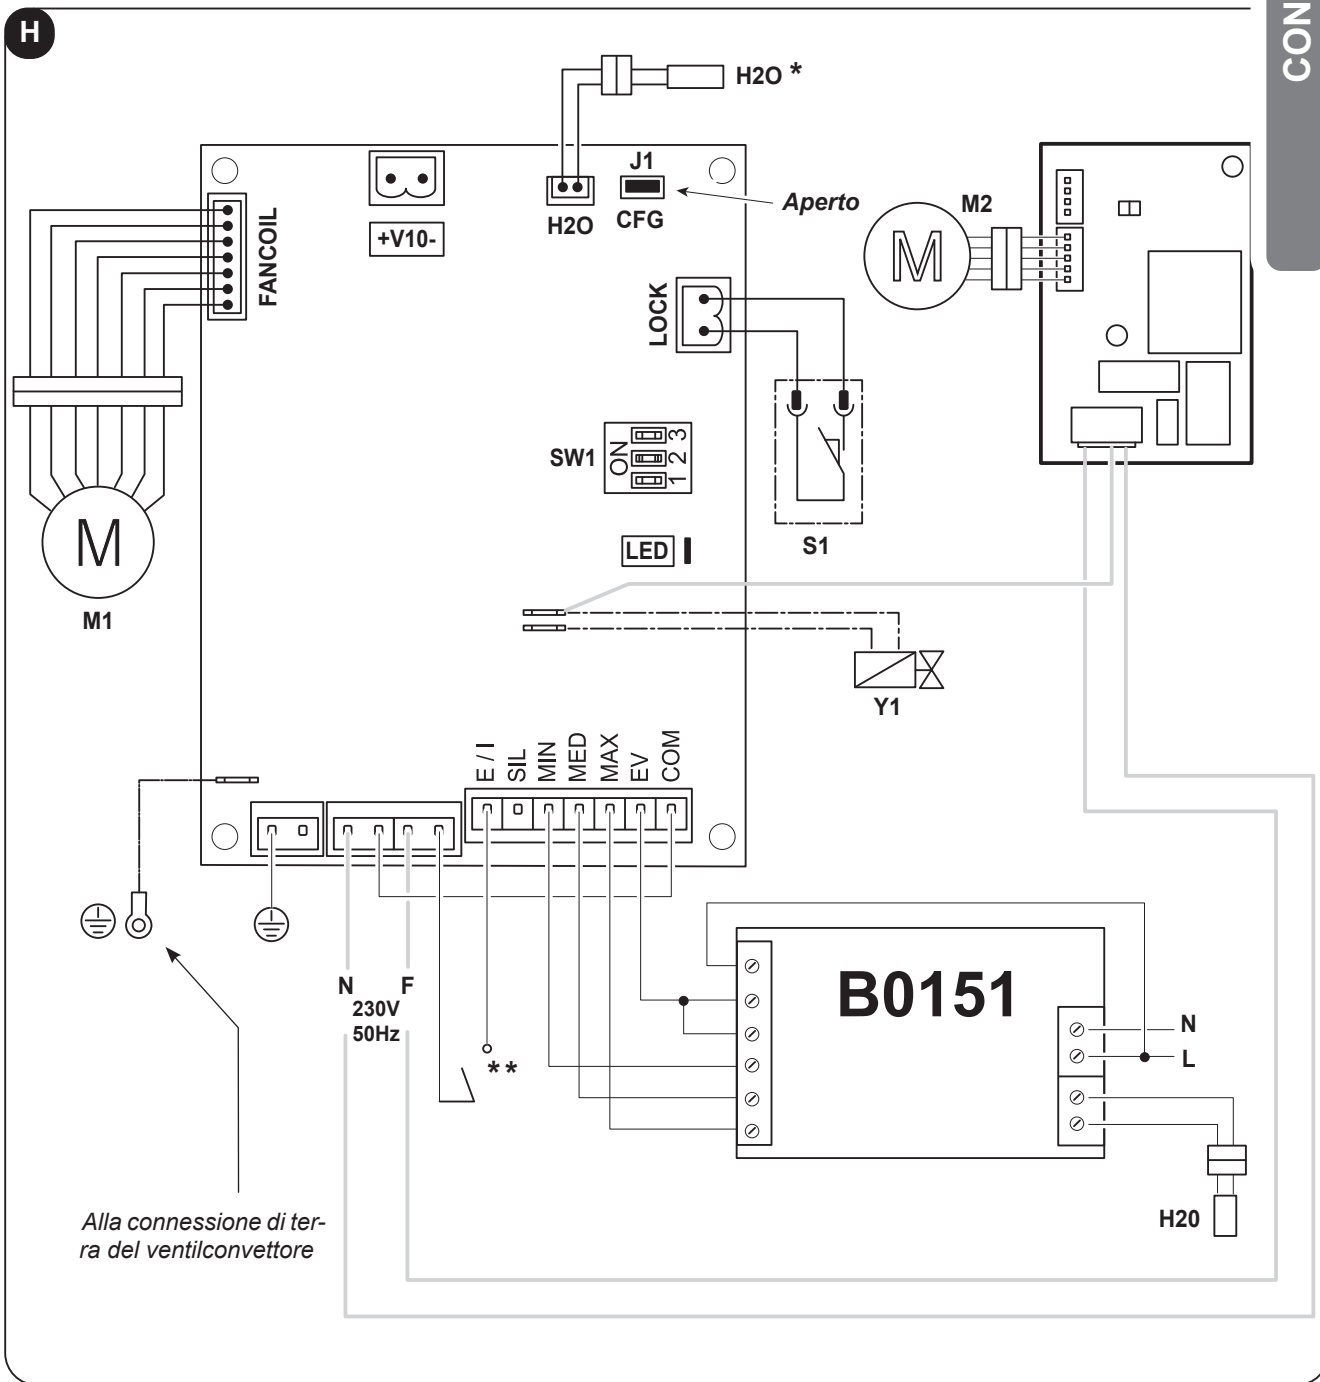 H
CON
H2O *
J1
Aperto
H2O
CFG
M2
M
+V10-
FANCOIL
LOCK
SW1
ON
1 2 3
S1
LED
M
M1
Y1
E / I
SIL
MIN
MED
MAX
EV
COM
N
F
230V
50Hz
**
B0151
N
L
H20
Alla connessione di ter-
ra del ventilconvettore